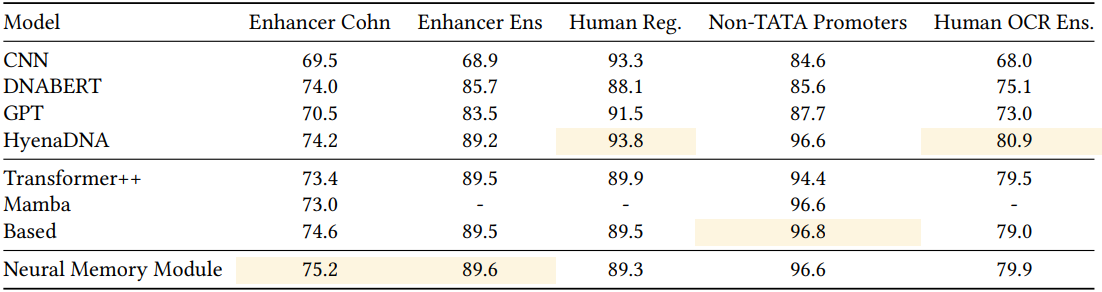 Model Enhancer Cohn Enhancer Ens Human Reg. Non-TATA Promoters Human OCR Ens.
CNN 69.5 68.9 93.3 84.6 68.0
DNABERT 74.0 85.7 88.1 85.6 75.1
GPT 70.5 83.5 91.5 87.7 73.0
HyenaDNA 74.2 89.2 93.8 96.6 80.9
Transformer++ 73.4 89.5 89.9 94.4 79.5
Mamba 73.0 - - 96.6 -
Based 74.6 89.5 89.5 96.8 79.0
Neural Memory Module 75.2 89.6 89.3 96.6 79.9